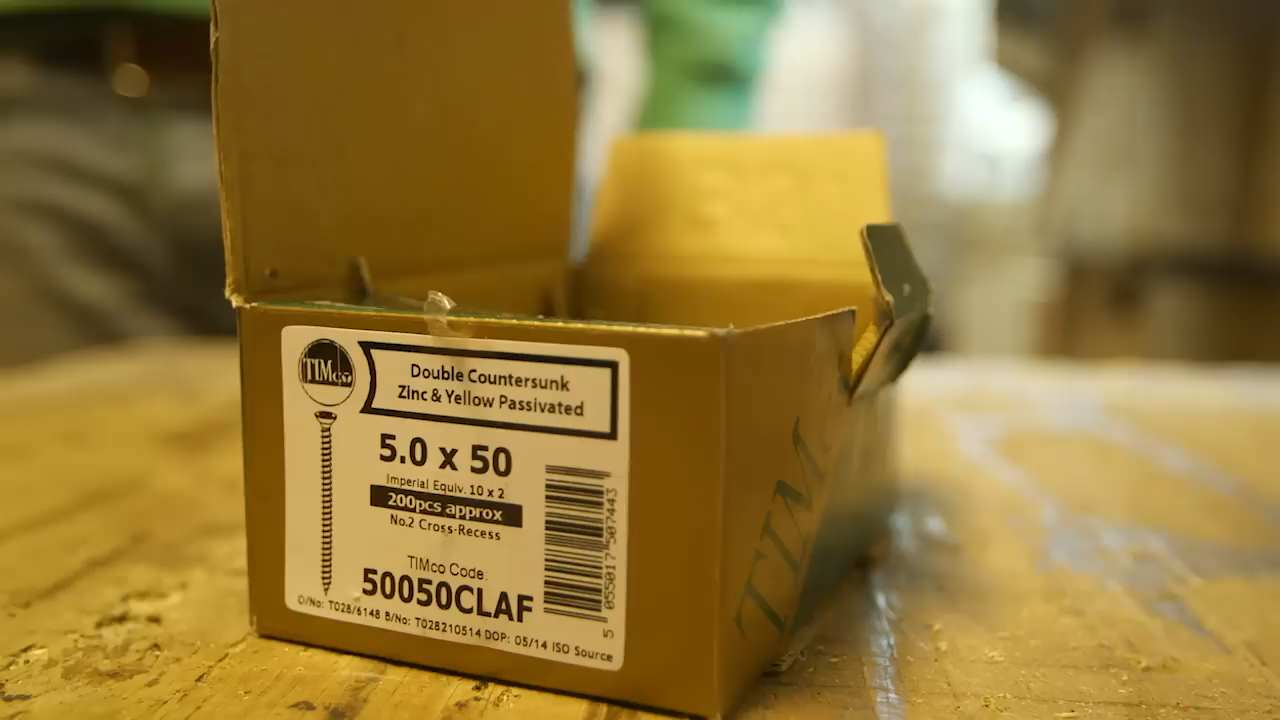 TIMco
Double Countersunk
Zinc & Yellow Passivated
5.0 x 50
Imperial Equiv. 10 x 2
200pcs approx
No.2 Cross-Recess
TIMco Code:
50050CLAF
O/No: T028/6148 B/No: T028210514 DOP: 05/14 ISO Source
5 055017 507443
TIM